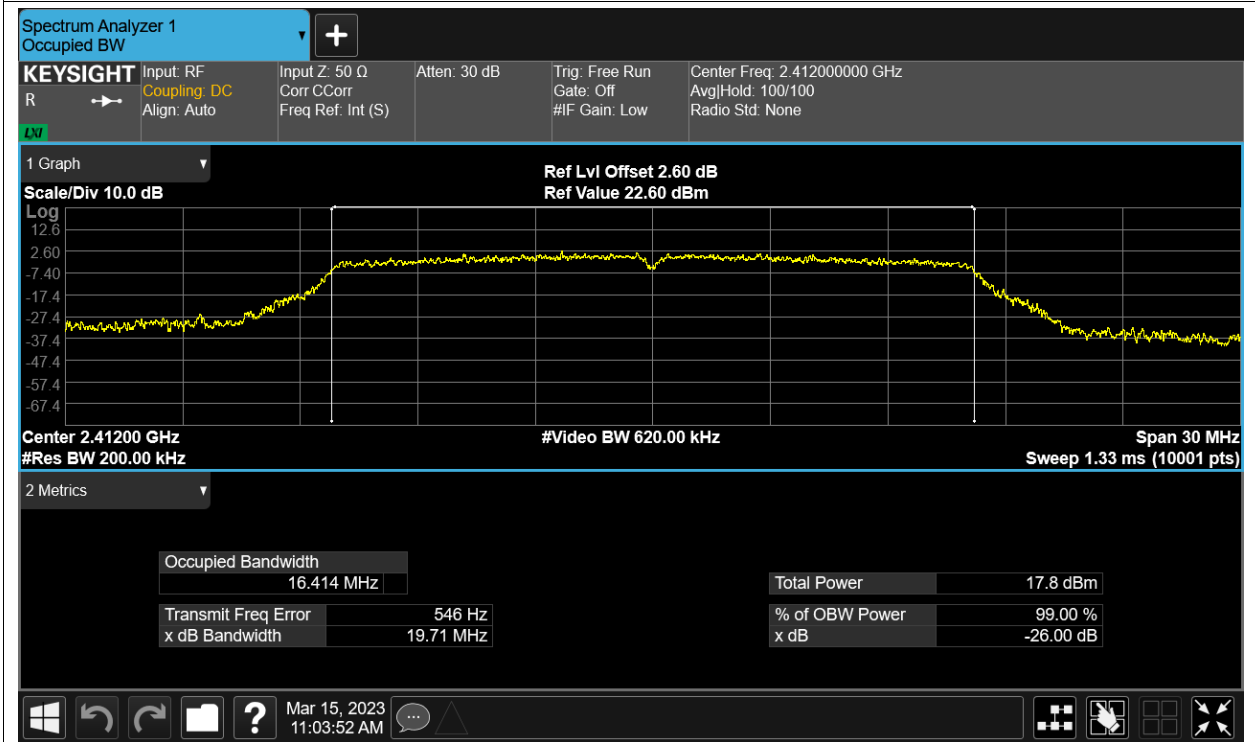 Spectrum Analyzer 1
Occupied BW
KEYSIGHT
R
LXI
Input: RF
Coupling: DC
Align: Auto
Input Z: 50 Ω
Corr CCorr
Freq Ref: Int (S)
Atten: 30 dB
Trig: Free Run
Gate: Off
#IF Gain: Low
Center Freq: 2.412000000 GHz
Avg|Hold: 100/100
Radio Std: None
1 Graph
Scale/Div 10.0 dB
Ref Lvl Offset 2.60 dB
Ref Value 22.60 dBm
Log
12.6
2.60
-7.40
-17.4
-27.4
-37.4
-47.4
-57.4
-67.4
Center 2.41200 GHz
#Video BW 620.00 kHz
Span 30 MHz
#Res BW 200.00 kHz
Sweep 1.33 ms (10001 pts)
2 Metrics
Occupied Bandwidth
16.414 MHz
Total Power 17.8 dBm
Transmit Freq Error 546 Hz
% of OBW Power 99.00 %
x dB Bandwidth 19.71 MHz
x dB -26.00 dB
?
Mar 15, 2023
11:03:52 AM